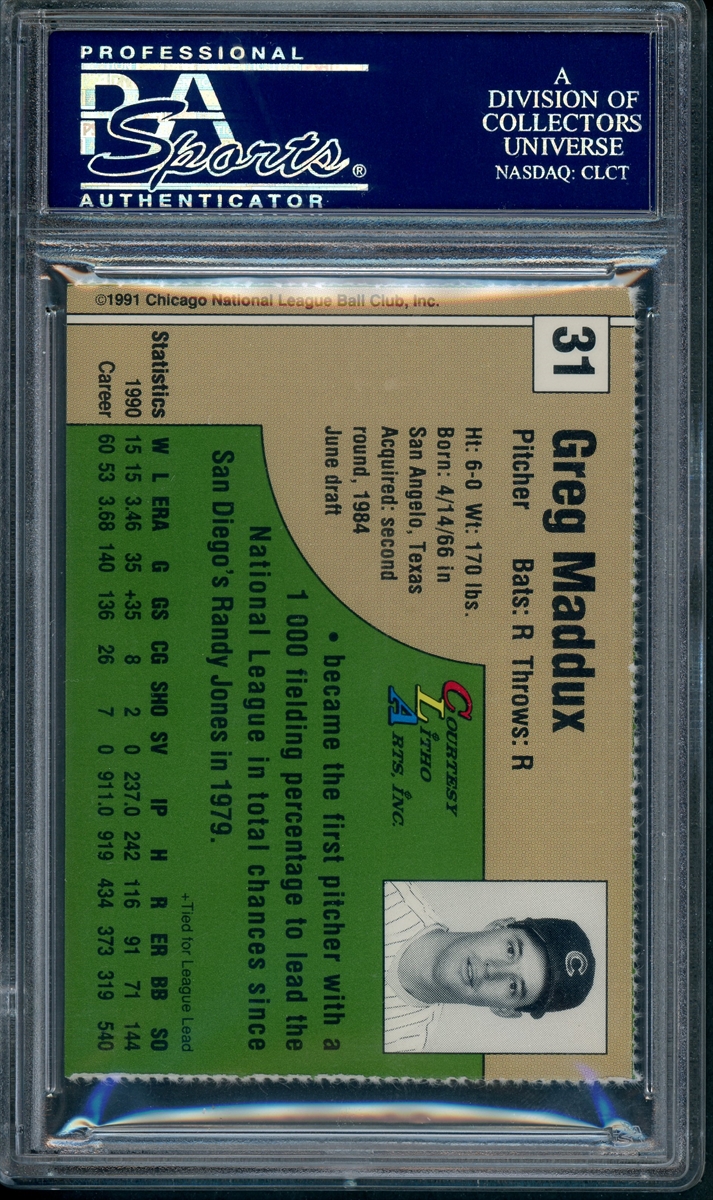 PROFESSIONAL
PSA
Sports®
AUTHENTICATOR
A
DIVISION OF
COLLECTORS
UNIVERSE
NASDAQ: CLCT
©1991 Chicago National League Ball Club, Inc.
31
Greg Maddux
Pitcher Bats: R Throws: R
Ht: 6-0 Wt: 170 lbs.
Born: 4/14/66 in
San Angelo, Texas
Acquired: second
round, 1984
June draft
COURTESY
LITHO
ARTS, INC.
C
• became the first pitcher with a
1 000 fielding percentage to lead the
National League in total chances since
San Diego's Randy Jones in 1979.
+Tied for League Lead
Statistics W L ERA G GS CG SHO SV IP H R ER BB SO
1990 15 15 3.46 35 +35 8 2 0 237.0 242 116 91 71 144
Career 60 53 3.68 140 136 26 7 0 911.0 919 434 373 319 540